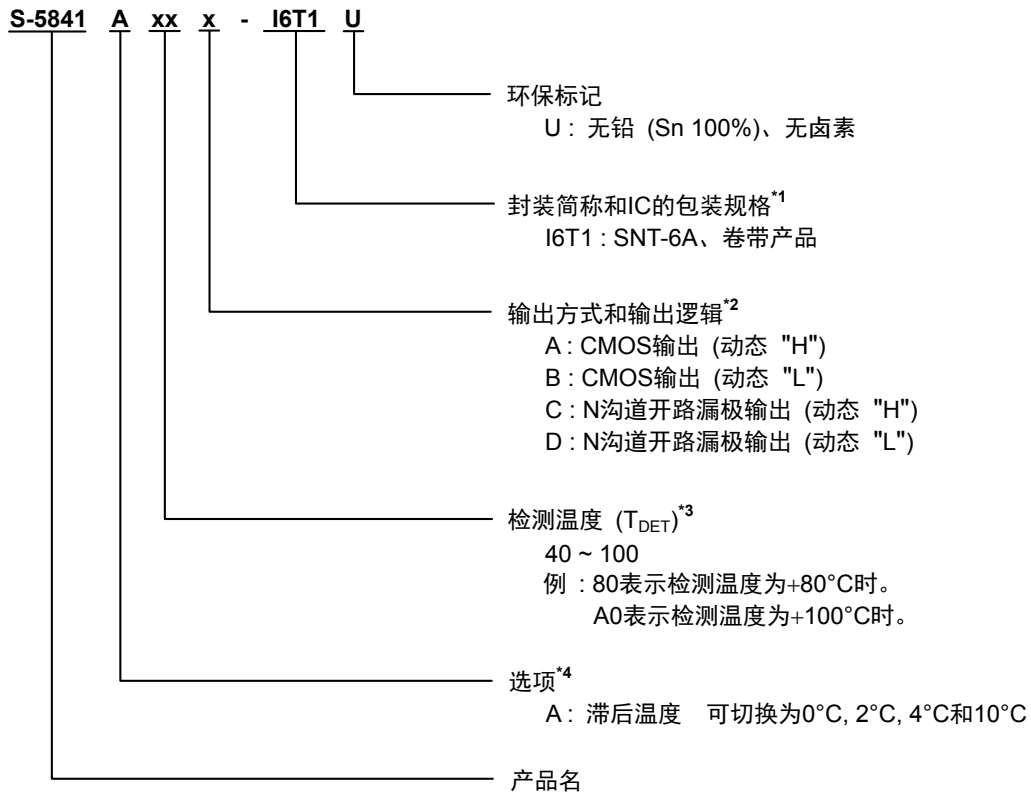 S-5841 A xx x - I6T1 U
环保标记
U : 无铅 (Sn 100%)、无卤素
封装简称和IC的包装规格*1
I6T1 : SNT-6A、卷带产品
输出方式和输出逻辑*2
A : CMOS输出 (动态 "H")
B : CMOS输出 (动态 "L")
C : N沟道开路漏极输出 (动态 "H")
D : N沟道开路漏极输出 (动态 "L")
检测温度 (TDET)*3
40 ~ 100
例 : 80表示检测温度为+80°C时。
A0表示检测温度为+100°C时。
选项*4
A : 滞后温度 可切换为0°C, 2°C, 4°C和10°C
产品名